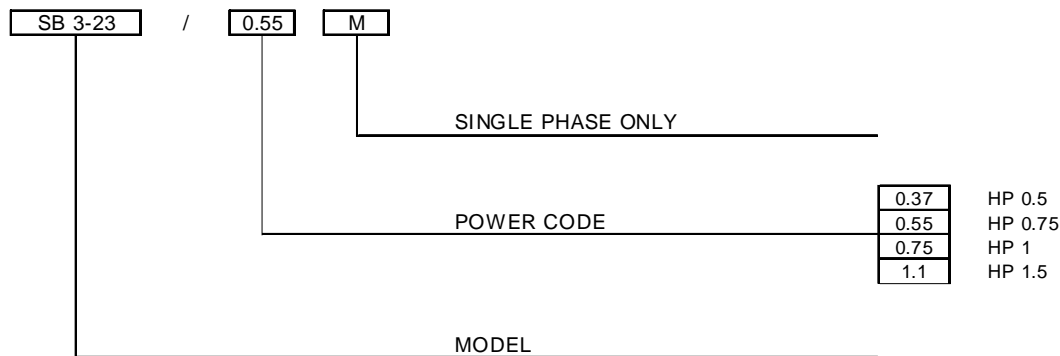 SB 3-23 / 0.55 M
SINGLE PHASE ONLY
0.37 HP 0.5
POWER CODE 0.55 HP 0.75
0.75 HP 1
1.1 HP 1.5
MODEL